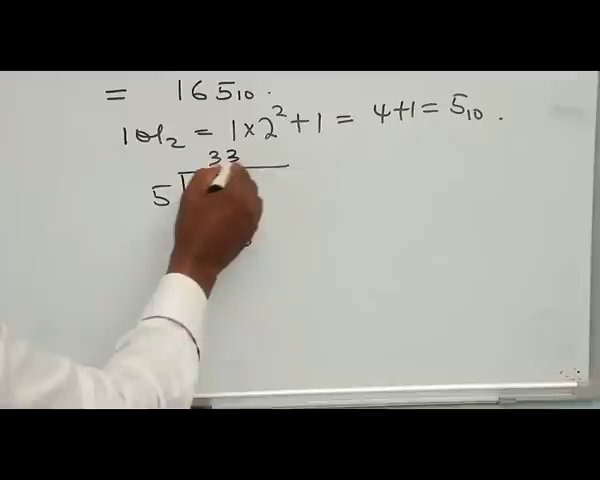 = 165₁₀.
101₂ = 1×2²+1 = 4+1 = 5₁₀.
33
5